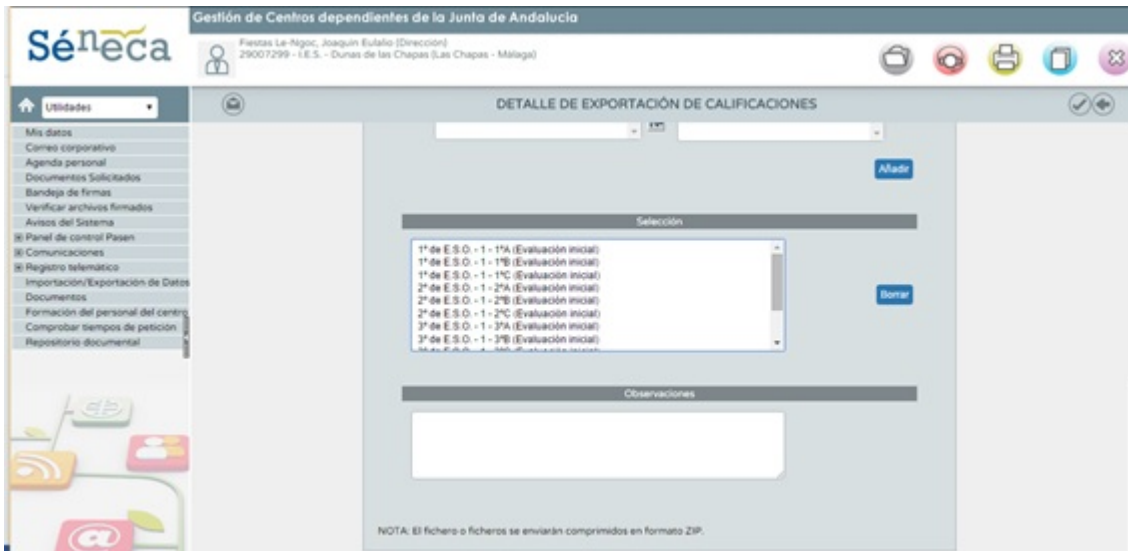 Gestión de Centros dependientes de la Junta de Andalucia
Séneca
Fiestas Le-Ngoc, Joaquin Eulalio (Dirección)
29007299 - I.E.S. - Dunas de las Chapas (Las Chapas - Málaga)
Utilidades
DETALLE DE EXPORTACIÓN DE CALIFICACIONES
Mis datos
Correo corporativo
Agenda personal
Documentos Solicitados
Bandeja de firmas
Verificar archivos firmados
Avisos del Sistema
Panel de control Pasen
Comunicaciones
Registro telemático
Importación/Exportación de Datos
Documentos
Formación del personal del centro
Comprobar tiempos de petición
Repositorio documental
Añadir
Selección
1º de E.S.O. - 1 - 1ºA (Evaluación inicial)
1º de E.S.O. - 1 - 1ºB (Evaluación inicial)
1º de E.S.O. - 1 - 1ºC (Evaluación inicial)
2º de E.S.O. - 1 - 2ºA (Evaluación inicial)
2º de E.S.O. - 1 - 2ºB (Evaluación inicial)
2º de E.S.O. - 1 - 2ºC (Evaluación inicial)
3º de E.S.O. - 1 - 3ºA (Evaluación inicial)
3º de E.S.O. - 1 - 3ºB (Evaluación inicial)
Borrar
Observaciones
NOTA: El fichero o ficheros se enviarán comprimidos en formato ZIP.